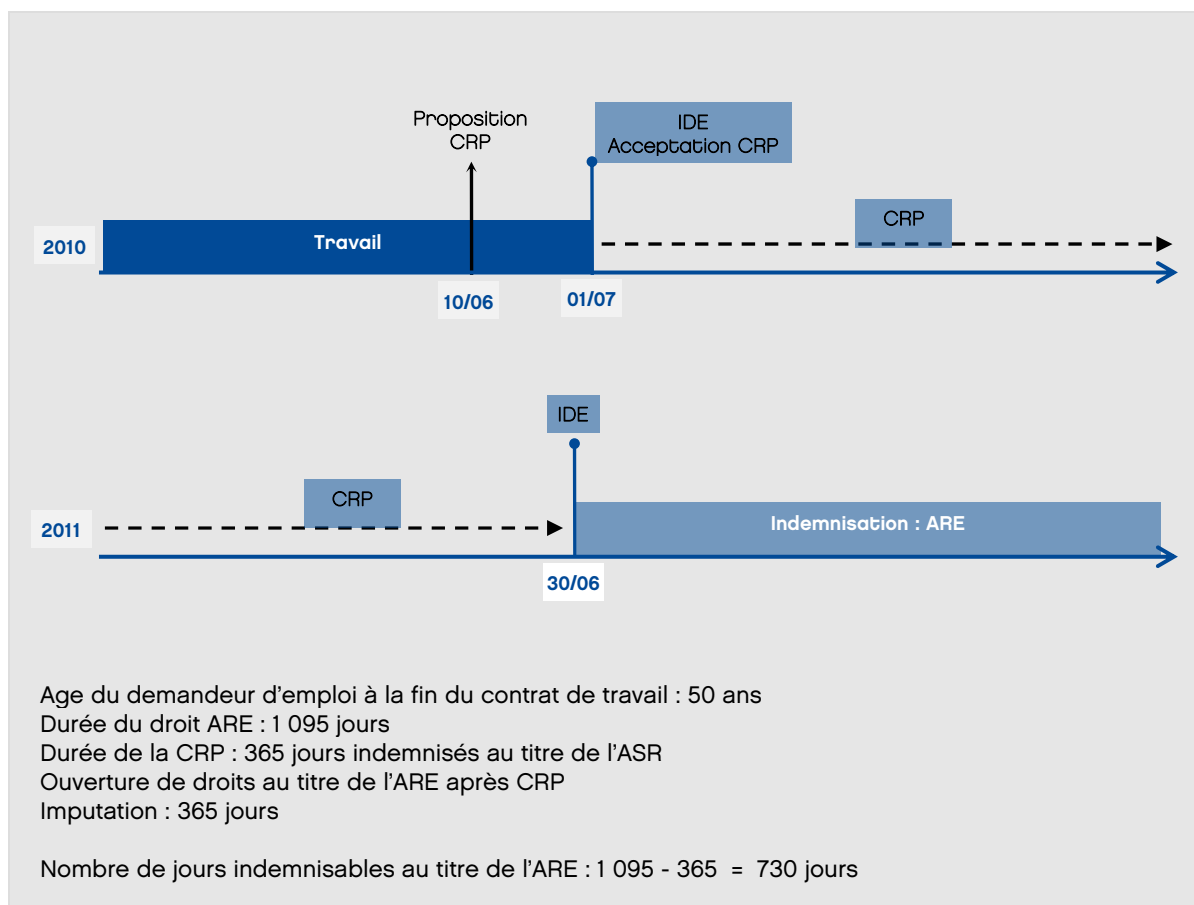 Proposition
CRP
IDE
Acceptation CRP
CRP
2010
Travail
10/06
01/07
IDE
CRP
2011
Indemnisation : ARE
30/06
Age du demandeur d'emploi à la fin du contrat de travail : 50 ans
Durée du droit ARE : 1 095 jours
Durée de la CRP : 365 jours indemnisés au titre de l'ASR
Ouverture de droits au titre de l'ARE après CRP
Imputation : 365 jours
Nombre de jours indemnisables au titre de l'ARE : 1 095 - 365 = 730 jours